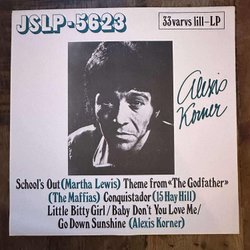 JSLP-5623
33varvs lill-LP
Alexis
Korner
School's Out (Martha Lewis) Theme from «The Godfather»
(The Maffias) Conquistador (15 Hay Hill)
Little Bitty Girl / Baby Don't You Love Me /
Go Down Sunshine (Alexis Korner)